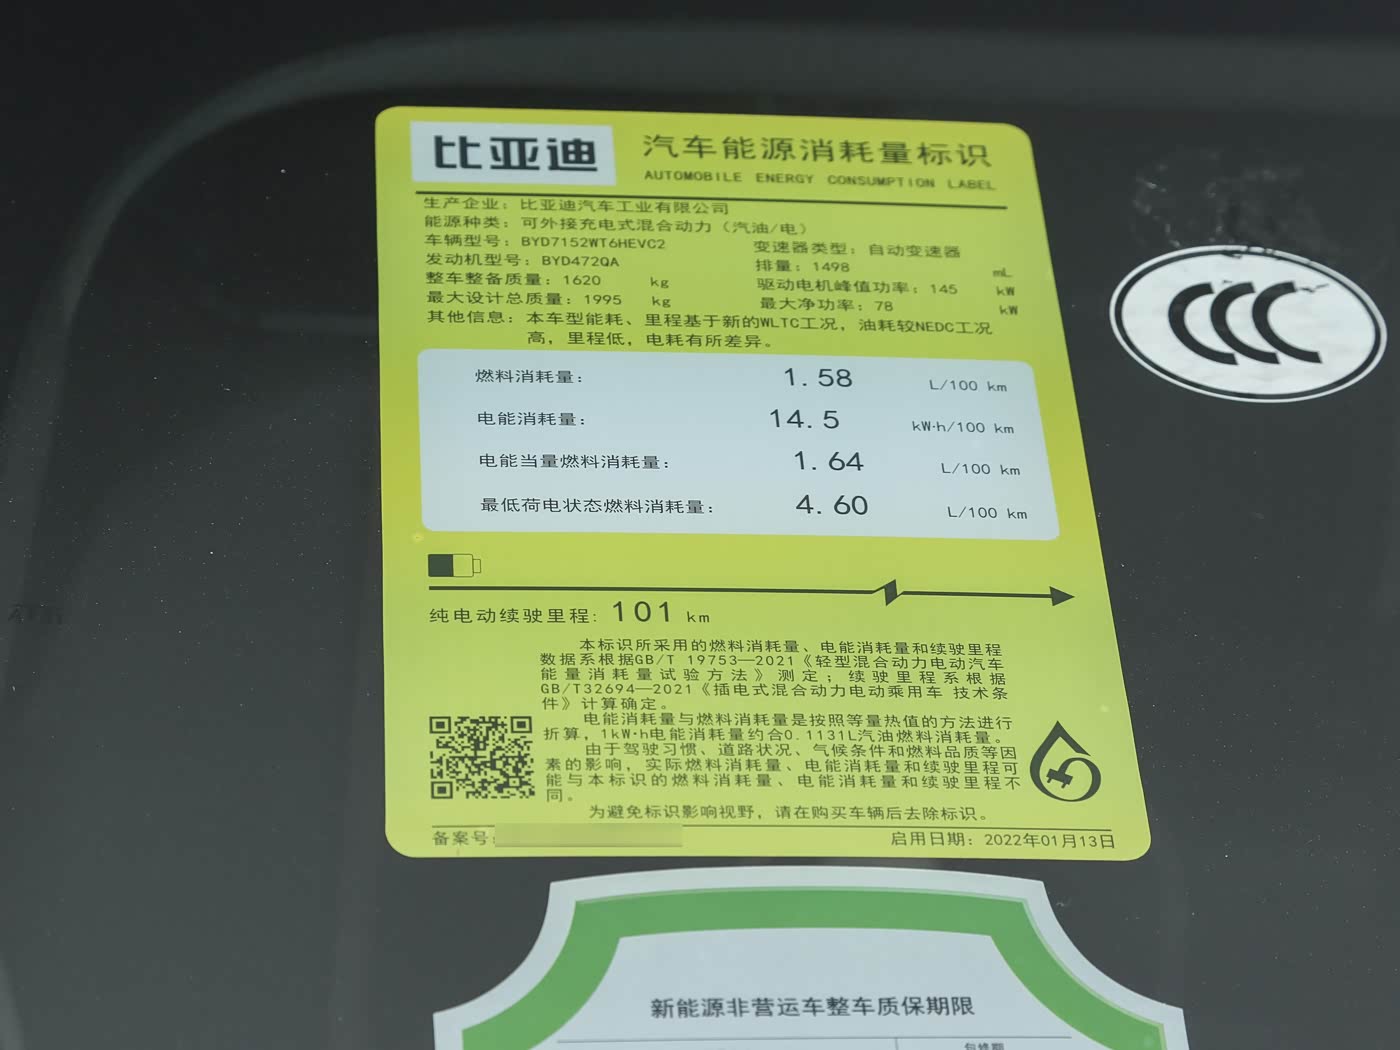 比亚迪
汽车能源消耗量标识
AUTOMOBILE ENERGY CONSUMPTION LABEL
生产企业：比亚迪汽车工业有限公司
能源种类：可外接充电式混合动力（汽油/电）
车辆型号：BYD7152WT6HEVC2 变速器类型：自动变速器
发动机型号：BYD472QA 排量：1498 mL
整车整备质量：1620 kg 驱动电机峰值功率：145 kW
最大设计总质量：1995 kg 最大净功率：78 kW
其他信息：本车型能耗、里程基于新的WLTC工况，油耗较NEDC工况
高，里程低，电耗有所差异。
燃料消耗量： 1.58 L/100 km
电能消耗量： 14.5 kW·h/100 km
电能当量燃料消耗量： 1.64 L/100 km
最低荷电状态燃料消耗量： 4.60 L/100 km
纯电动续驶里程：101 km
本标识所采用的燃料消耗量、电能消耗量和续驶里程
数据系根据GB/T 19753—2021《轻型混合动力电动汽车
能量消耗量试验方法》测定；续驶里程系根据
GB/T32694—2021《插电式混合动力电动乘用车 技术条
件》计算确定。
电能消耗量与燃料消耗量是按照等量热值的方法进行
折算，1kW·h电能消耗量约合0.1131L汽油燃料消耗量。
由于驾驶习惯、道路状况、气候条件和燃料品质等因
素的影响，实际燃料消耗量、电能消耗量和续驶里程可
能与本标识的燃料消耗量、电能消耗量和续驶里程不
同。
为避免标识影响视野，请在购买车辆后去除标识。
备案号： 启用日期：2022年01月13日
CCC
新能源非营运车整车质保期限
包修期